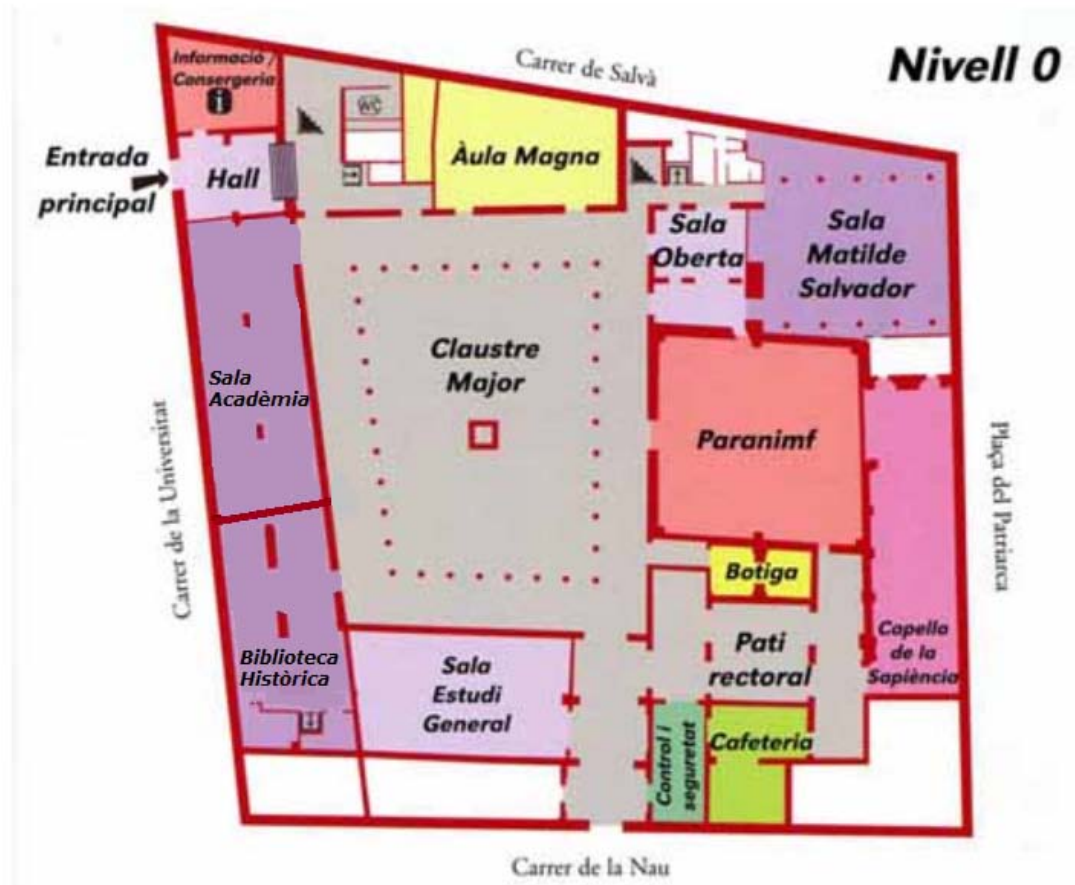 Nivell 0
Carrer de Salvà
Informació /
Consergeria
i
WC
Entrada
principal
Hall
Àula Magna
Sala
Oberta
Sala
Matilde
Salvador
Sala
Acadèmia
Claustre
Major
Paranimf
Carrer de la Universitat
Plaça del Patriarca
Botiga
Biblioteca
Històrica
Sala
Estudi
General
Pati
rectoral
Capella
de la
Sapiència
Control i
seguretat
Cafeteria
Carrer de la Nau